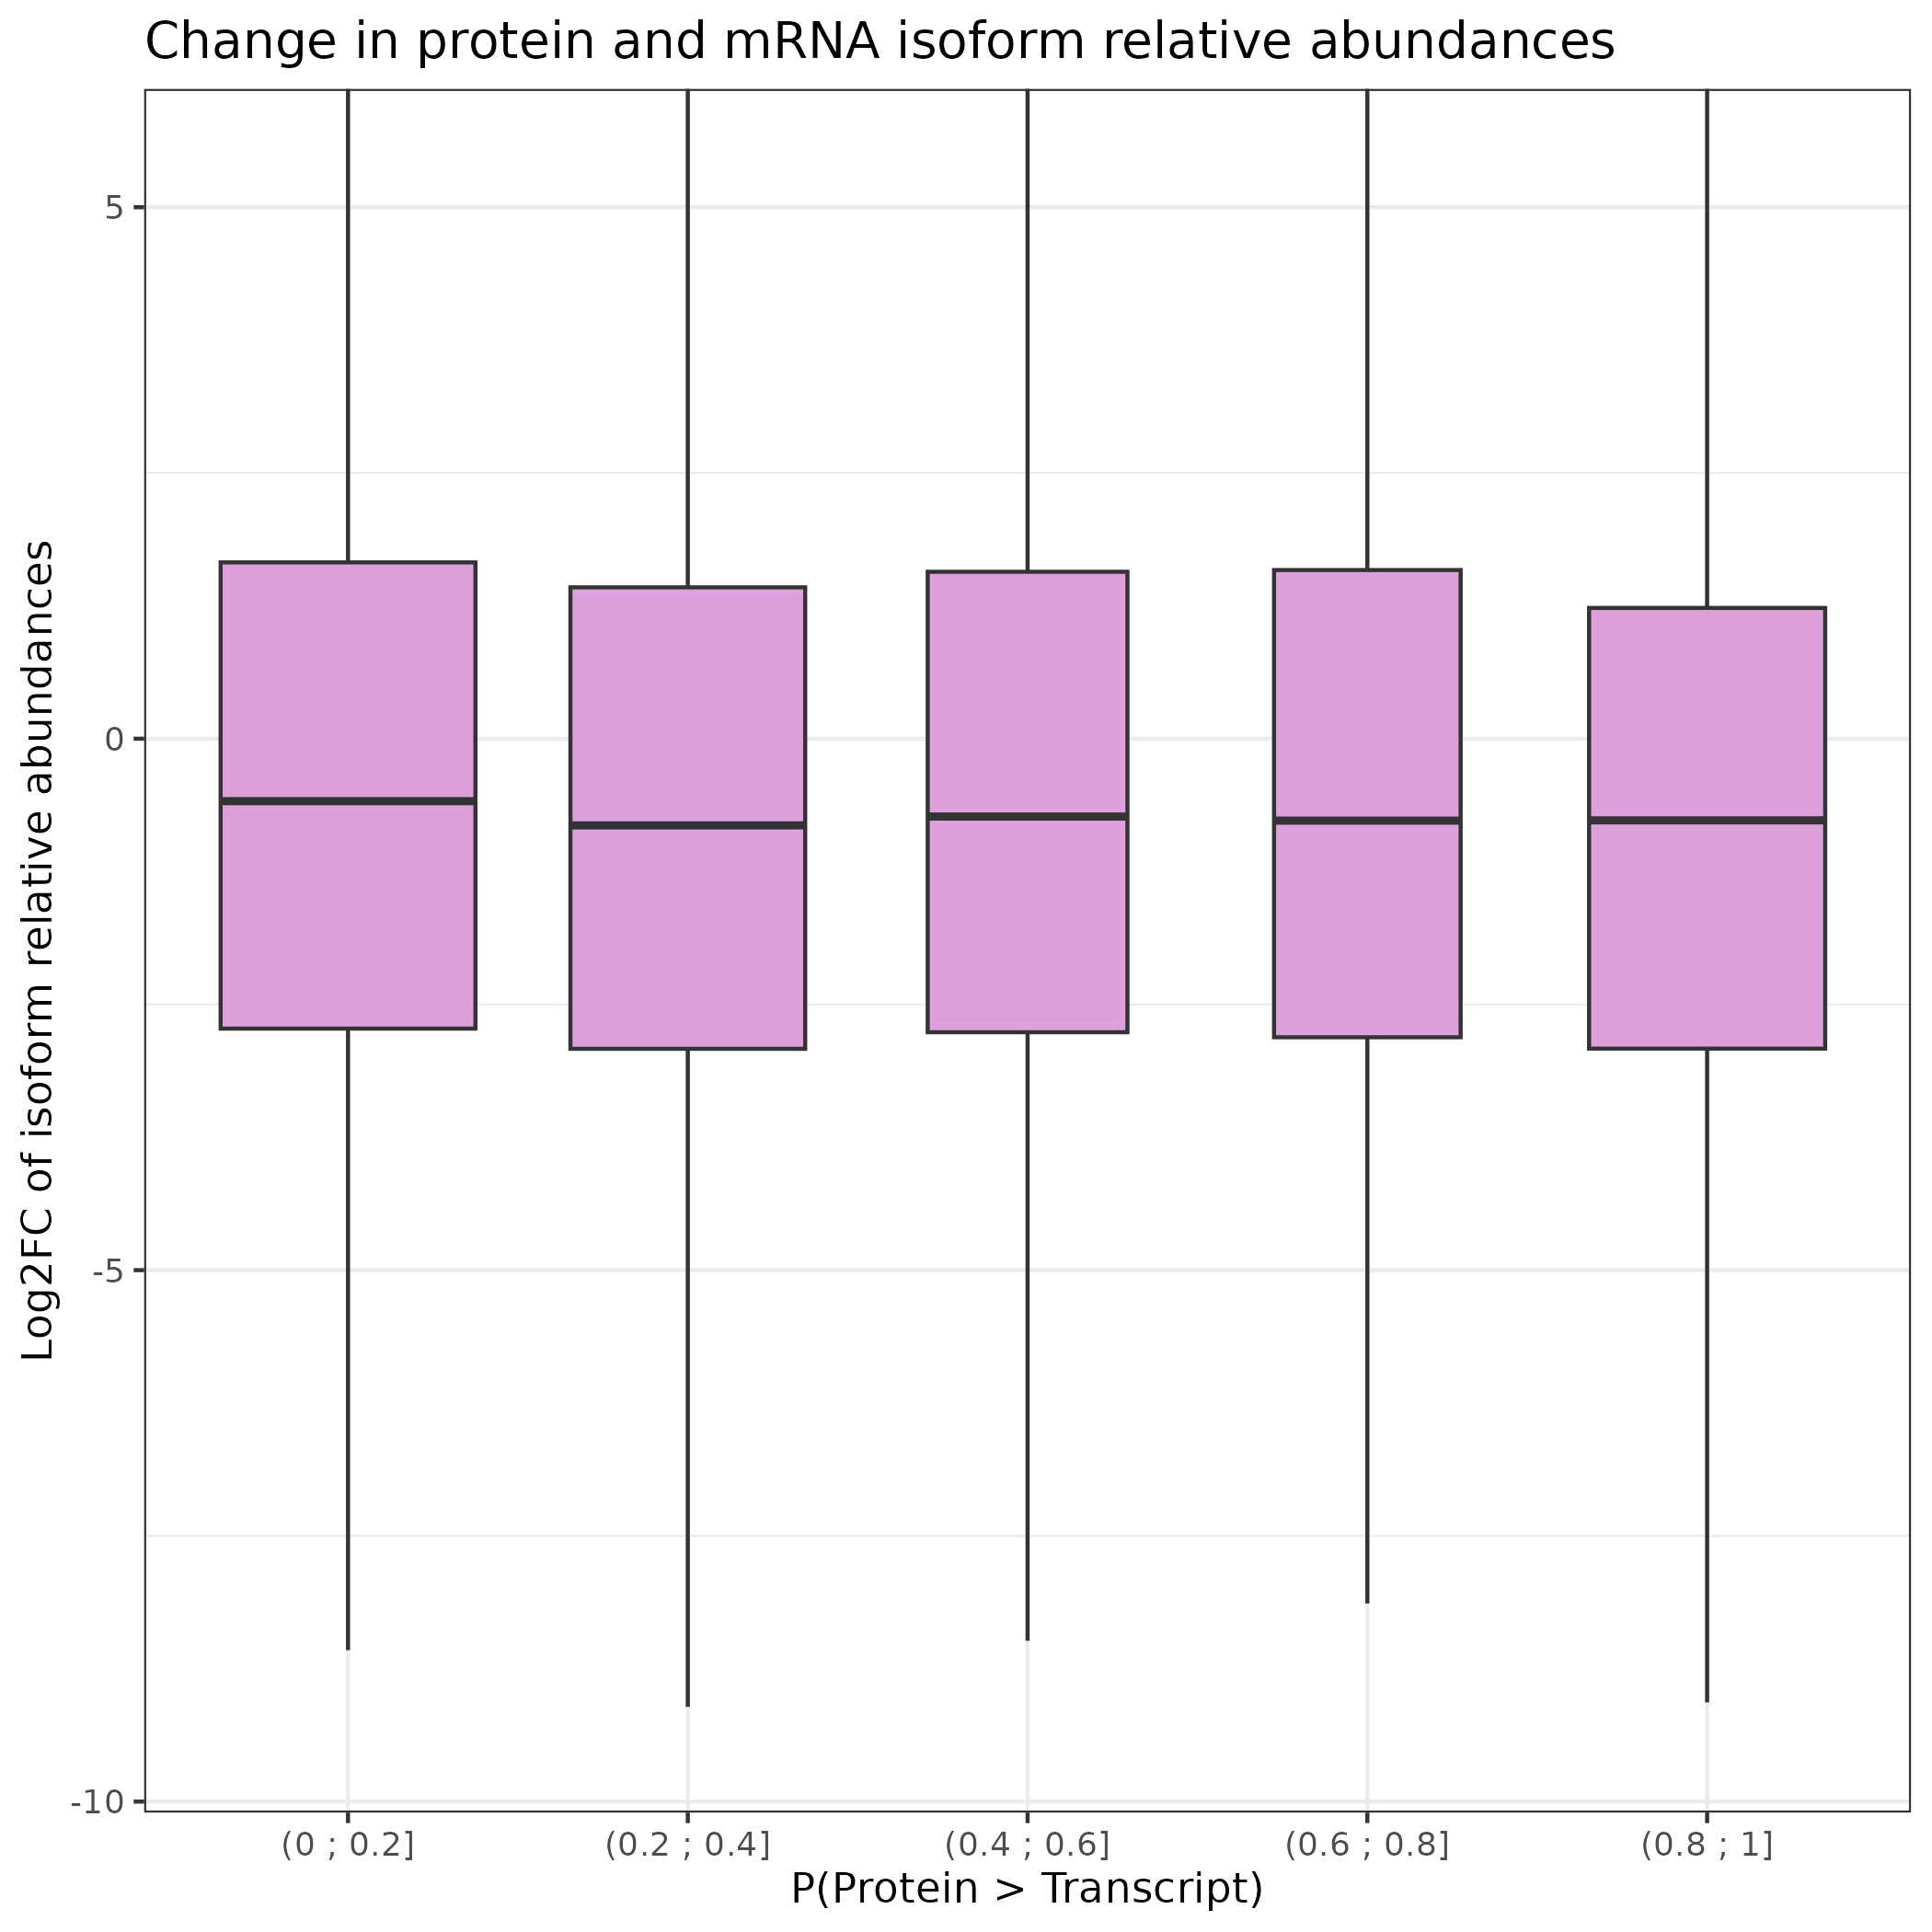 Change in protein and mRNA isoform relative abundances
Log2FC of isoform relative abundances
5
0
-5
-10
(0 ; 0.2]
(0.2 ; 0.4]
(0.4 ; 0.6]
(0.6 ; 0.8]
(0.8 ; 1]
P(Protein > Transcript)